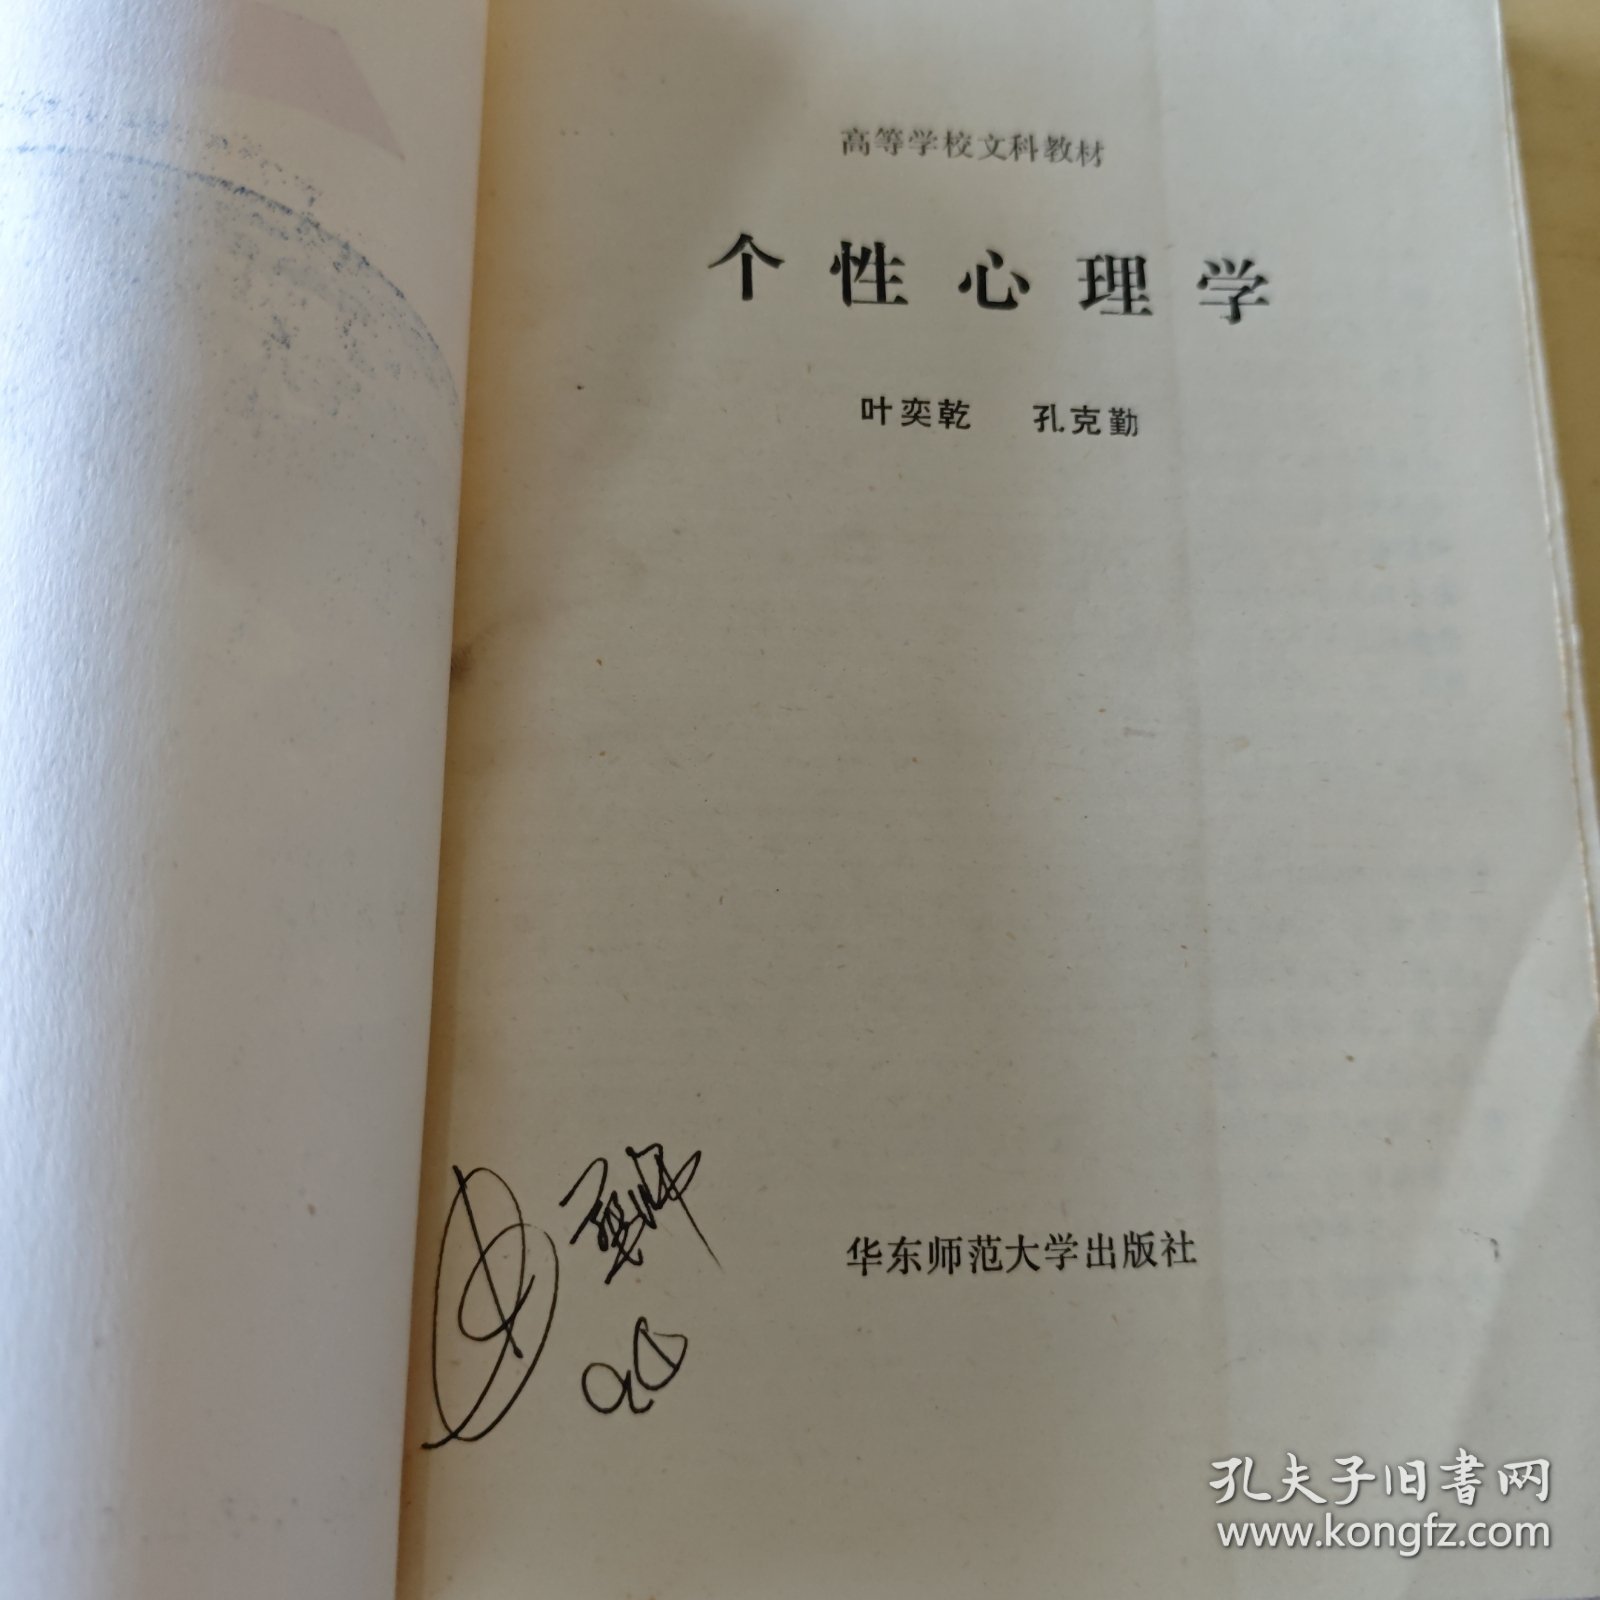 高等学校文科教材
个性心理学
叶奕乾 孔克勤
华东师范大学出版社
孔夫子旧书网
www.kongfz.com